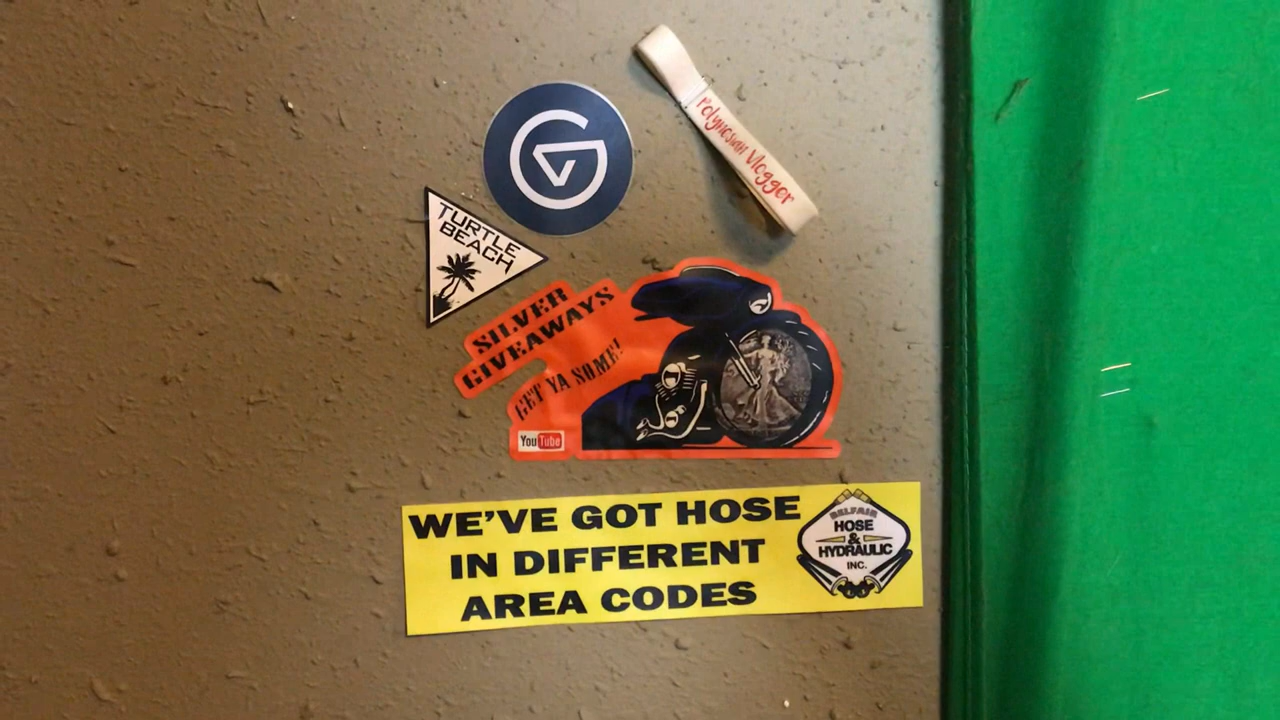 Polynesian Vlogger
TURTLE
BEACH
SILVER
GIVEAWAYS
GET YA SOME!
YouTube
WE'VE GOT HOSE
IN DIFFERENT
AREA CODES
BELFAIR
HOSE
&
HYDRAULIC
INC.